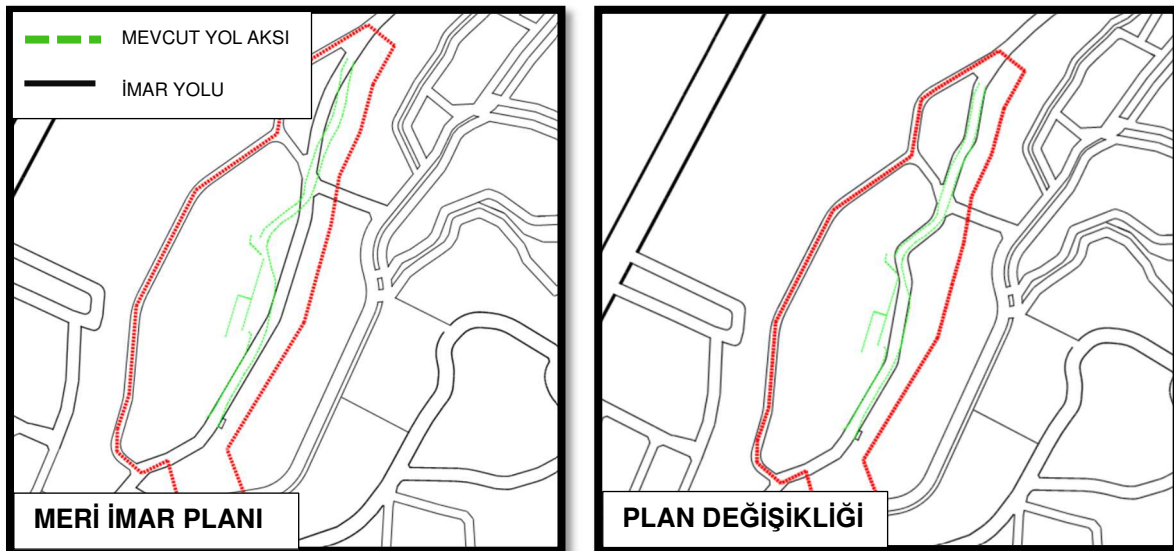 MEVCUT YOL AKSI
İMAR YOLU
MERİ İMAR PLANI
PLAN DEĞİŞİKLİĞİ